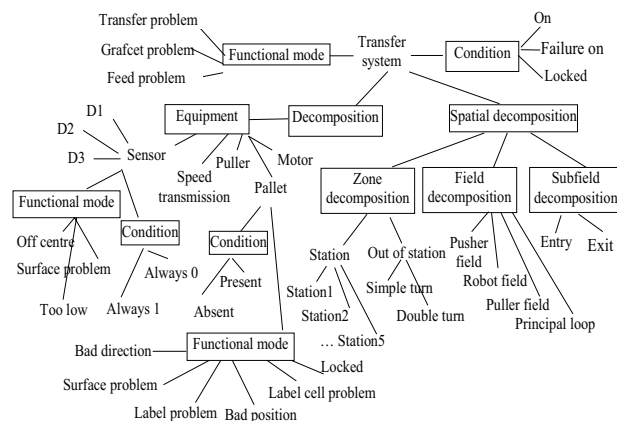 Transfer problem
Grafcet problem
Feed problem
Functional mode
Transfer
system
Condition
On
Failure on
Locked
D1
D2
D3
Sensor
Equipment
Decomposition
Spatial decomposition
Speed
transmission
Puller
Motor
Pallet
Zone
decomposition
Field
decomposition
Subfield
decomposition
Functional mode
Off centre
Surface problem
Too low
Condition
Always 0
Always 1
Condition
Present
Absent
Station
Station1
Station2
… Station5
Out of station
Simple turn
Double turn
Pusher
field
Robot field
Puller field
Principal loop
Entry
Exit
Functional mode
Bad direction
Surface problem
Label problem
Bad position
Label cell problem
Locked